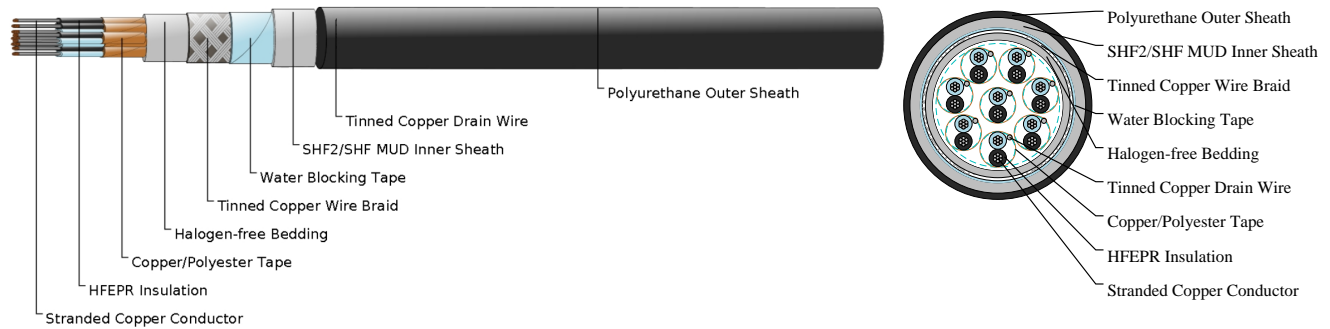 Polyurethane Outer Sheath
Tinned Copper Drain Wire
SHF2/SHF MUD Inner Sheath
Water Blocking Tape
Tinned Copper Wire Braid
Halogen-free Bedding
Copper/Polyester Tape
HFEPR Insulation
Stranded Copper Conductor
Polyurethane Outer Sheath
SHF2/SHF MUD Inner Sheath
Tinned Copper Wire Braid
Water Blocking Tape
Halogen-free Bedding
Tinned Copper Drain Wire
Copper/Polyester Tape
HFEPR Insulation
Stranded Copper Conductor